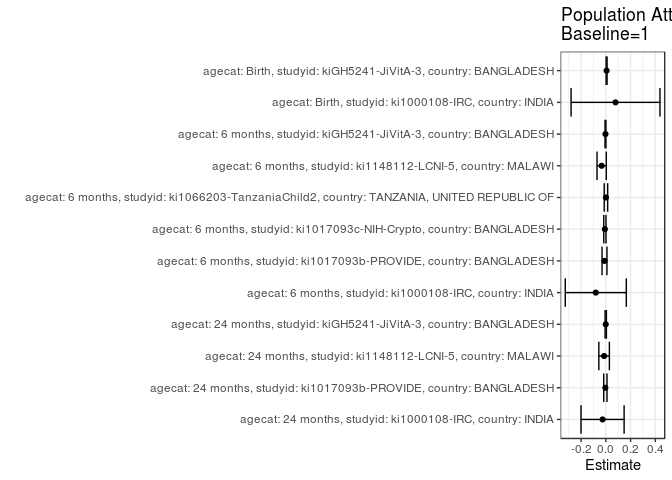 Population Att
Baseline=1
agecat: Birth, studyid: kiGH5241-JiVitA-3, country: BANGLADESH
agecat: Birth, studyid: ki1000108-IRC, country: INDIA
agecat: 6 months, studyid: kiGH5241-JiVitA-3, country: BANGLADESH
agecat: 6 months, studyid: ki1148112-LCNI-5, country: MALAWI
agecat: 6 months, studyid: ki1066203-TanzaniaChild2, country: TANZANIA, UNITED REPUBLIC OF
agecat: 6 months, studyid: ki1017093c-NIH-Crypto, country: BANGLADESH
agecat: 6 months, studyid: ki1017093b-PROVIDE, country: BANGLADESH
agecat: 6 months, studyid: ki1000108-IRC, country: INDIA
agecat: 24 months, studyid: kiGH5241-JiVitA-3, country: BANGLADESH
agecat: 24 months, studyid: ki1148112-LCNI-5, country: MALAWI
agecat: 24 months, studyid: ki1017093b-PROVIDE, country: BANGLADESH
agecat: 24 months, studyid: ki1000108-IRC, country: INDIA
-0.2 0.0 0.2 0.4
Estimate